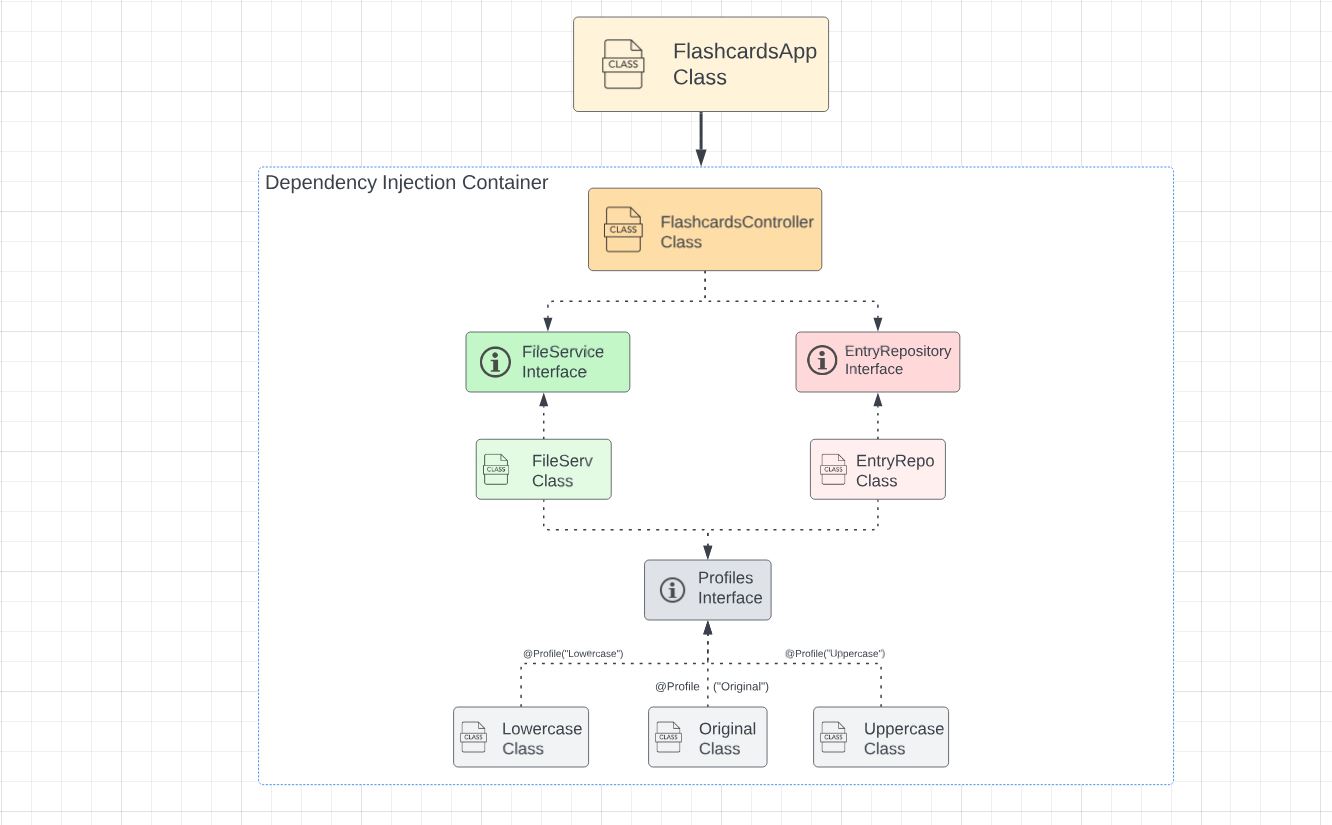 CLASS
FlashcardsApp
Class
Dependency Injection Container
CLASS
FlashcardsController
Class
FileService
Interface
EntryRepository
Interface
CLASS
FileServ
Class
CLASS
EntryRepo
Class
Profiles
Interface
@Profile("Lowercase")
@Profile("Uppercase")
@Profile ("Original")
CLASS
Lowercase
Class
CLASS
Original
Class
CLASS
Uppercase
Class